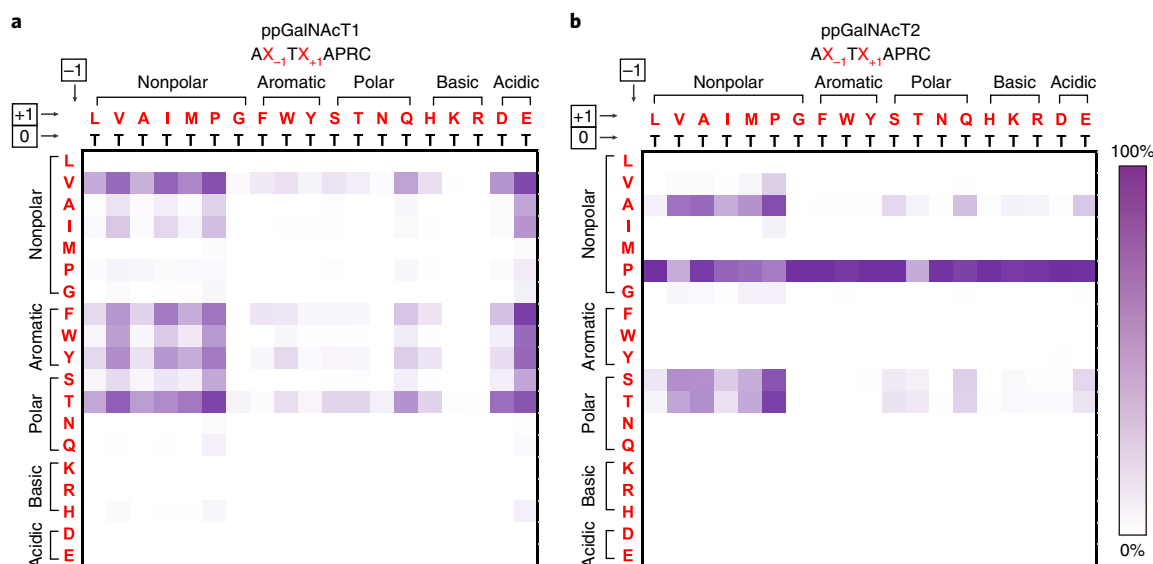 a
ppGalNAcT1
AX−1TX+1APRC
−1
Nonpolar Aromatic Polar Basic Acidic
+1 L V A I M P G F W Y S T N Q H K R D E
0 T T T T T T T T T T T T T T T T T T T
Nonpolar
L
V
A
I
M
P
G
Aromatic
F
W
Y
Polar
S
T
N
Q
Basic
K
R
H
Acidic
D
E
b
ppGalNAcT2
AX−1TX+1APRC
−1
Nonpolar Aromatic Polar Basic Acidic
+1 L V A I M P G F W Y S T N Q H K R D E
0 T T T T T T T T T T T T T T T T T T T
Nonpolar
L
V
A
I
M
P
G
Aromatic
F
W
Y
Polar
S
T
N
Q
Basic
K
R
H
Acidic
D
E
100%
0%